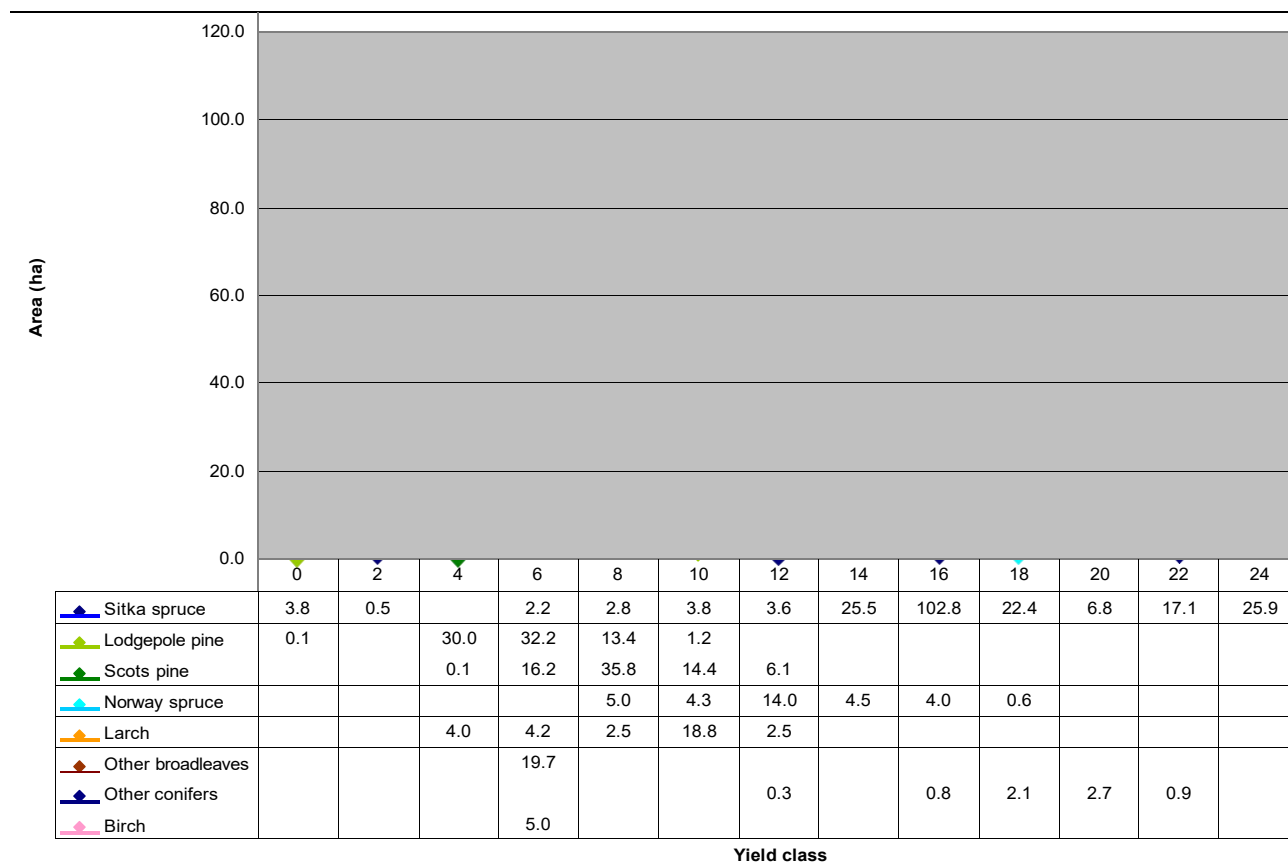 120.0
100.0
80.0
60.0
40.0
20.0
0.0
Area (ha)
0 2 4 6 8 10 12 14 16 18 20 22 24
Sitka spruce 3.8 0.5 2.2 2.8 3.8 3.6 25.5 102.8 22.4 6.8 17.1 25.9
Lodgepole pine 0.1 30.0 32.2 13.4 1.2
Scots pine 0.1 16.2 35.8 14.4 6.1
Norway spruce 5.0 4.3 14.0 4.5 4.0 0.6
Larch 4.0 4.2 2.5 18.8 2.5
Other broadleaves 19.7
Other conifers 0.3 0.8 2.1 2.7 0.9
Birch 5.0
Yield class